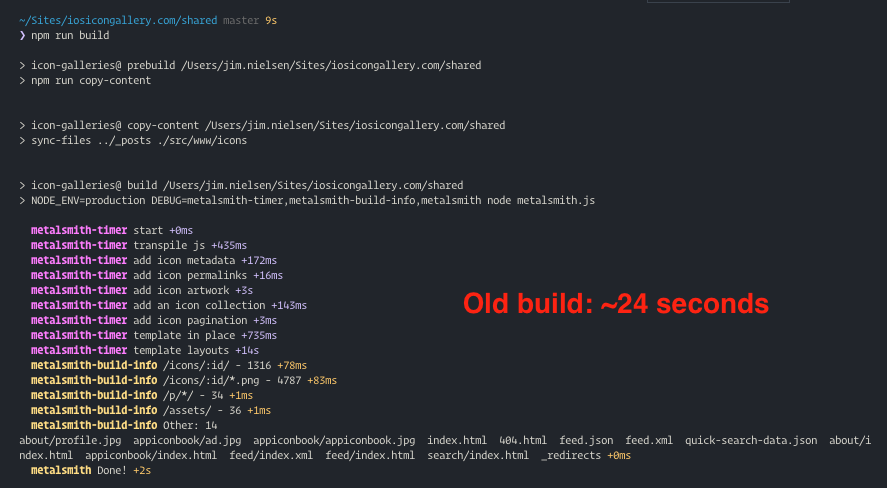 ~/Sites/iosicongallery.com/shared master 9s
❯ npm run build
> icon-galleries@ prebuild /Users/jim.nielsen/Sites/iosicongallery.com/shared
> npm run copy-content
> icon-galleries@ copy-content /Users/jim.nielsen/Sites/iosicongallery.com/shared
> sync-files ../_posts ./src/www/icons
> icon-galleries@ build /Users/jim.nielsen/Sites/iosicongallery.com/shared
> NODE_ENV=production DEBUG=metalsmith-timer,metalsmith-build-info,metalsmith node metalsmith.js
metalsmith-timer start +0ms
metalsmith-timer transpile js +435ms
metalsmith-timer add icon metadata +172ms
metalsmith-timer add icon permalinks +16ms
metalsmith-timer add icon artwork +3s
metalsmith-timer add an icon collection +143ms
metalsmith-timer add icon pagination +3ms
metalsmith-timer template in place +735ms
metalsmith-timer template layouts +14s
metalsmith-build-info /icons/:id/ - 1316 +78ms
metalsmith-build-info /icons/:id/*.png - 4787 +83ms
metalsmith-build-info /p/*/ - 34 +1ms
metalsmith-build-info /assets/ - 36 +1ms
metalsmith-build-info Other: 14
about/profile.jpg appiconbook/ad.jpg appiconbook/appiconbook.jpg index.html 404.html feed.json feed.xml quick-search-data.json about/i
ndex.html appiconbook/index.html feed/index.xml feed/index.html search/index.html _redirects +0ms
metalsmith Done! +2s
Old build: ~24 seconds